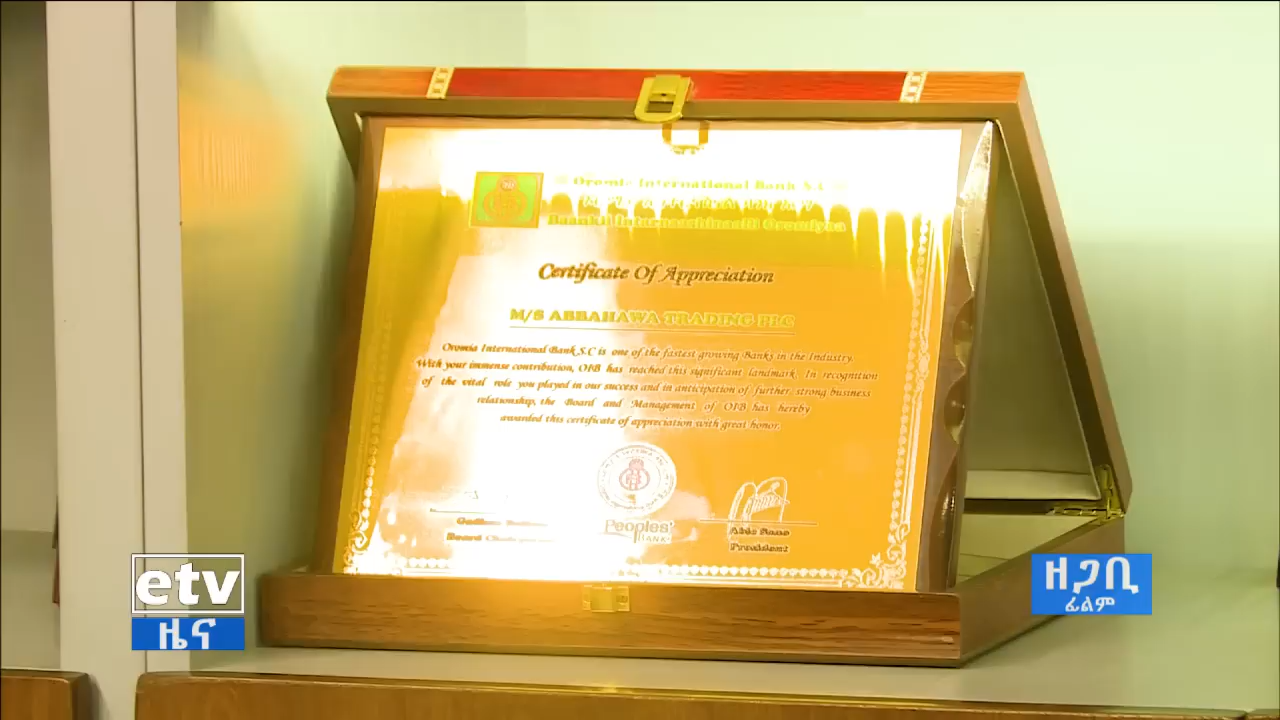 Oromia International Bank S.C
Baankii Internaashinaalii Oromiyaa
Certificate Of Appreciation
M/S ABBAHAWA TRADING PLC
Oromia International Bank S.C is one of the fastest growing Banks in the Industry.
With your immense contribution, OIB has reached this significant landmark. In recognition
of the vital role you played in our success and in anticipation of further strong business
relationship, the Board and Management of OIB has hereby
awarded this certificate of appreciation with great honor.
Peoples'
BANK
Abie Sano
Board
President
etv
ዜና
ዘጋቢ
ፊልም